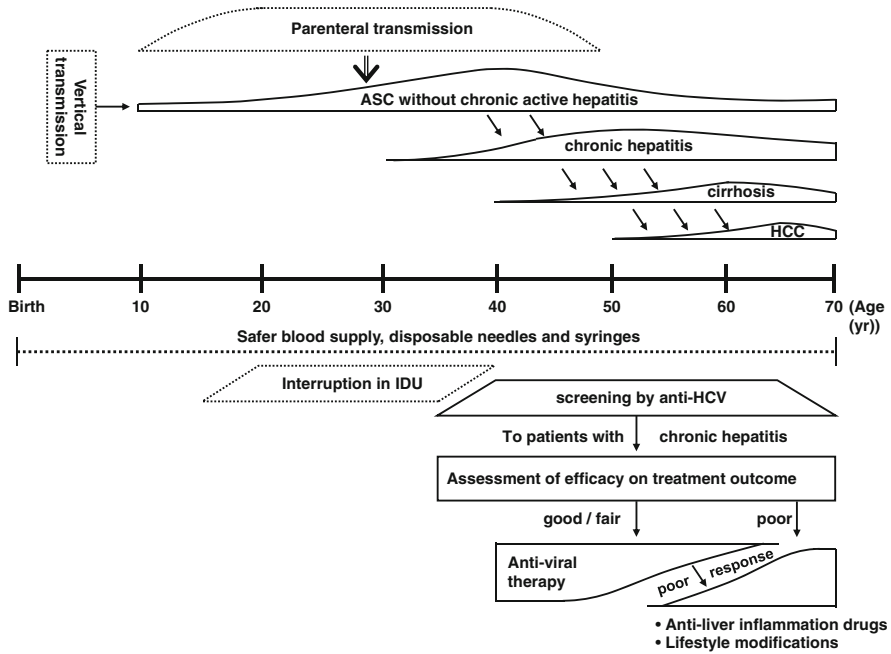 Parenteral transmission
Vertical
transmission
ASC without chronic active hepatitis
chronic hepatitis
cirrhosis
HCC
Birth 10 20 30 40 50 60 70 (Age
(yr))
Safer blood supply, disposable needles and syringes
Interruption in IDU
screening by anti-HCV
To patients with chronic hepatitis
Assessment of efficacy on treatment outcome
good / fair poor
Anti-viral
therapy
poor response
• Anti-liver inflammation drugs
• Lifestyle modifications